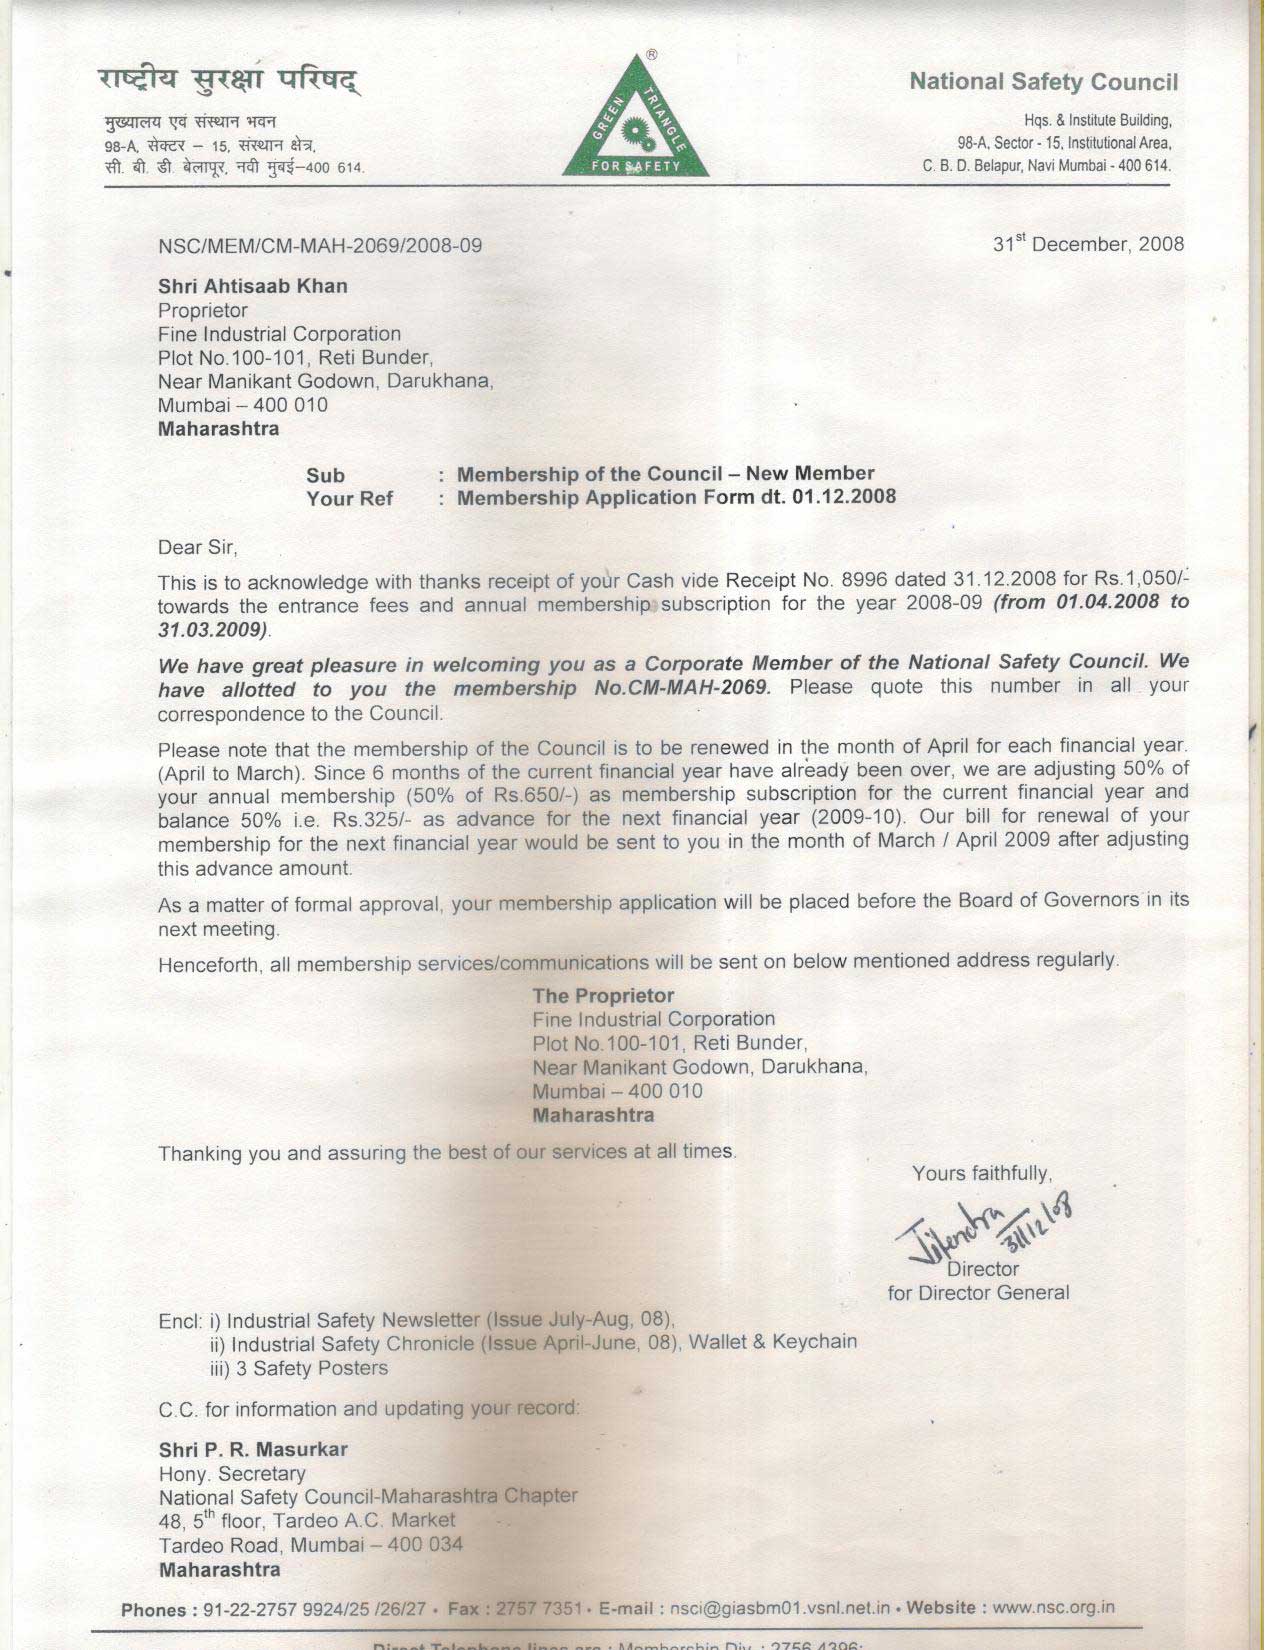 राष्ट्रीय सुरक्षा परिषद्
मुख्यालय एवं संस्थान भवन
98-A, सेक्टर – 15, संस्थान क्षेत्र,
सी. बी. डी. बेलापूर, नवी मुंबई–400 614.
®
GREEN TRIANGLE
FOR SAFETY
National Safety Council
Hqs. & Institute Building,
98-A, Sector - 15, Institutional Area,
C. B. D. Belapur, Navi Mumbai - 400 614.
NSC/MEM/CM-MAH-2069/2008-09 31st December, 2008
Shri Ahtisaab Khan
Proprietor
Fine Industrial Corporation
Plot No.100-101, Reti Bunder,
Near Manikant Godown, Darukhana,
Mumbai – 400 010
Maharashtra
Sub : Membership of the Council – New Member
Your Ref : Membership Application Form dt. 01.12.2008
Dear Sir,
This is to acknowledge with thanks receipt of your Cash vide Receipt No. 8996 dated 31.12.2008 for Rs.1,050/-
towards the entrance fees and annual membership subscription for the year 2008-09 (from 01.04.2008 to
31.03.2009).
We have great pleasure in welcoming you as a Corporate Member of the National Safety Council. We
have allotted to you the membership No.CM-MAH-2069. Please quote this number in all your
correspondence to the Council.
Please note that the membership of the Council is to be renewed in the month of April for each financial year.
(April to March). Since 6 months of the current financial year have already been over, we are adjusting 50% of
your annual membership (50% of Rs.650/-) as membership subscription for the current financial year and
balance 50% i.e. Rs.325/- as advance for the next financial year (2009-10). Our bill for renewal of your
membership for the next financial year would be sent to you in the month of March / April 2009 after adjusting
this advance amount.
As a matter of formal approval, your membership application will be placed before the Board of Governors in its
next meeting.
Henceforth, all membership services/communications will be sent on below mentioned address regularly.
The Proprietor
Fine Industrial Corporation
Plot No.100-101, Reti Bunder,
Near Manikant Godown, Darukhana,
Mumbai – 400 010
Maharashtra
Thanking you and assuring the best of our services at all times.
Yours faithfully,
Jitendra
31/12/08
Director
for Director General
Encl: i) Industrial Safety Newsletter (Issue July-Aug, 08),
ii) Industrial Safety Chronicle (Issue April-June, 08), Wallet & Keychain
iii) 3 Safety Posters
C.C. for information and updating your record:
Shri P. R. Masurkar
Hony. Secretary
National Safety Council-Maharashtra Chapter
48, 5th floor, Tardeo A.C. Market
Tardeo Road, Mumbai – 400 034
Maharashtra
Phones : 91-22-2757 9924/25 /26/27 • Fax : 2757 7351 • E-mail : nsci@giasbm01.vsnl.net.in • Website : www.nsc.org.in
Direct Telephone lines are : Membership Div. : 2756 4396;